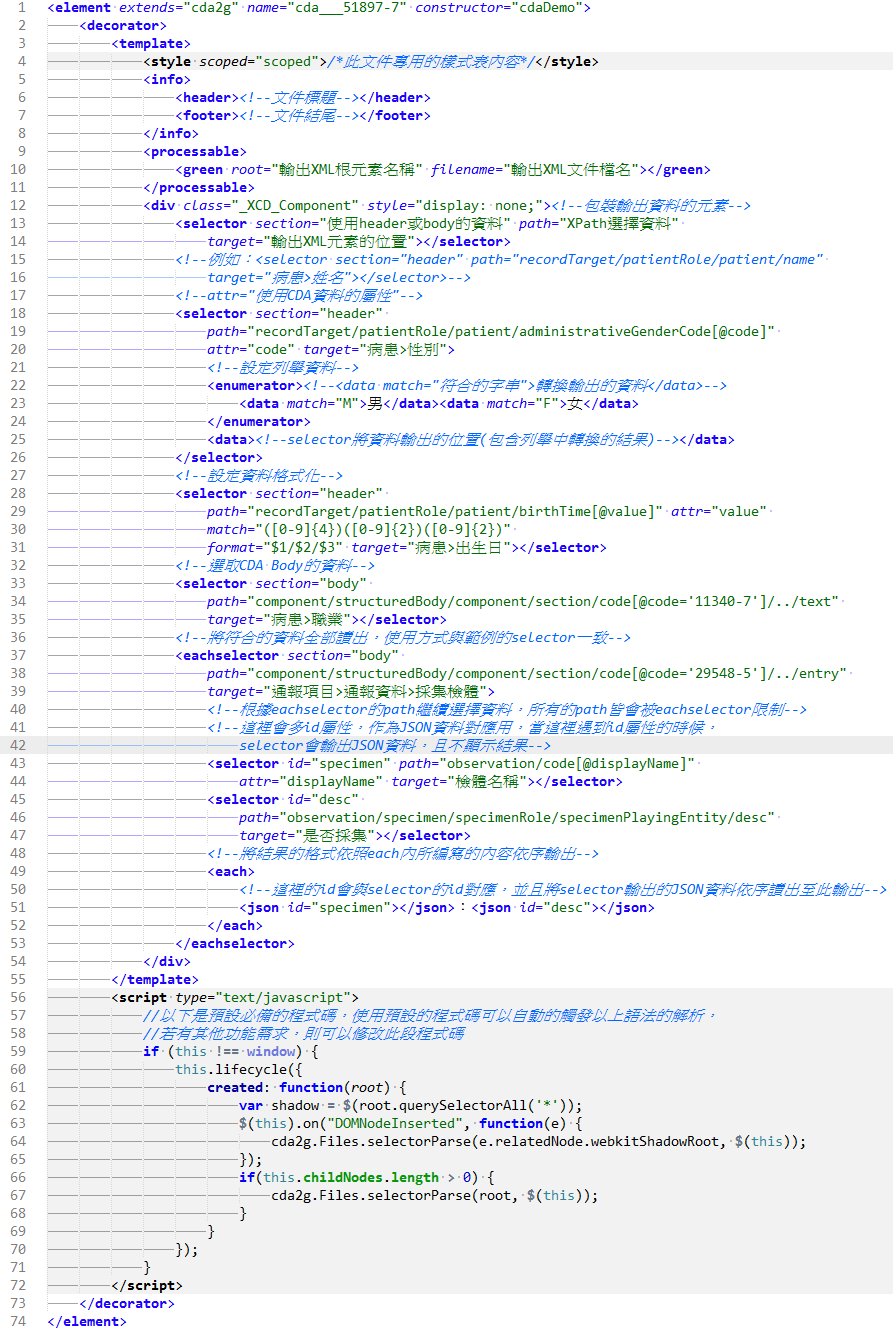 1 <element extends="cda2g" name="cda___51897-7" constructor="cdaDemo">
2 <decorator>
3 <template>
4 <style scoped="scoped">/*此文件專用的樣式表內容*/</style>
5 <info>
6 <header><!--文件標題--></header>
7 <footer><!--文件結尾--></footer>
8 </info>
9 <processable>
10 <green root="輸出XML根元素名稱" filename="輸出XML文件檔名"></green>
11 </processable>
12 <div class="_XCD_Component" style="display: none;"><!--包裝輸出資料的元素-->
13 <selector section="使用header或body的資料" path="XPath選擇資料"
14 target="輸出XML元素的位置"></selector>
15 <!--例如：<selector section="header" path="recordTarget/patientRole/patient/name"
16 target="病患>姓名"></selector>-->
17 <!--attr="使用CDA資料的屬性"-->
18 <selector section="header"
19 path="recordTarget/patientRole/patient/administrativeGenderCode[@code]"
20 attr="code" target="病患>性別">
21 <!--設定列舉資料-->
22 <enumerator><!--<data match="符合的字串">轉換輸出的資料</data>-->
23 <data match="M">男</data><data match="F">女</data>
24 </enumerator>
25 <data><!--selector將資料輸出的位置(包含列舉中轉換的結果)--></data>
26 </selector>
27 <!--設定資料格式化-->
28 <selector section="header"
29 path="recordTarget/patientRole/patient/birthTime[@value]" attr="value"
30 match="([0-9]{4})([0-9]{2})([0-9]{2})"
31 format="$1/$2/$3" target="病患>出生日"></selector>
32 <!--選取CDA Body的資料-->
33 <selector section="body"
34 path="component/structuredBody/component/section/code[@code='11340-7']/../text"
35 target="病患>職業"></selector>
36 <!--將符合的資料全部讀出，使用方式與範例的selector一致-->
37 <eachselector section="body"
38 path="component/structuredBody/component/section/code[@code='29548-5']/../entry"
39 target="通報項目>通報資料>採集檢體">
40 <!--根據eachselector的path繼續選擇資料，所有的path皆會被eachselector限制-->
41 <!--這裡會多id屬性，作為JSON資料對應用，當這裡遇到id屬性的時候，
42 selector會輸出JSON資料，且不顯示結果-->
43 <selector id="specimen" path="observation/code[@displayName]"
44 attr="displayName" target="檢體名稱"></selector>
45 <selector id="desc"
46 path="observation/specimen/specimenRole/specimenPlayingEntity/desc"
47 target="是否採集"></selector>
48 <!--將結果的格式依照each內所編寫的內容依序輸出-->
49 <each>
50 <!--這裡的id會與selector的id對應，並且將selector輸出的JSON資料依序讀出至此輸出-->
51 <json id="specimen"></json>：<json id="desc"></json>
52 </each>
53 </eachselector>
54 </div>
55 </template>
56 <script type="text/javascript">
57 //以下是預設必備的程式碼，使用預設的程式碼可以自動的觸發以上語法的解析，
58 //若有其他功能需求，則可以修改此段程式碼
59 if (this !== window) {
60 this.lifecycle({
61 created: function(root) {
62 var shadow = $(root.querySelectorAll('*'));
63 $(this).on("DOMNodeInserted", function(e) {
64 cda2g.Files.selectorParse(e.relatedNode.webkitShadowRoot, $(this));
65 });
66 if(this.childNodes.length > 0) {
67 cda2g.Files.selectorParse(root, $(this));
68 }
69 }
70 });
71 }
72 </script>
73 </decorator>
74 </element>